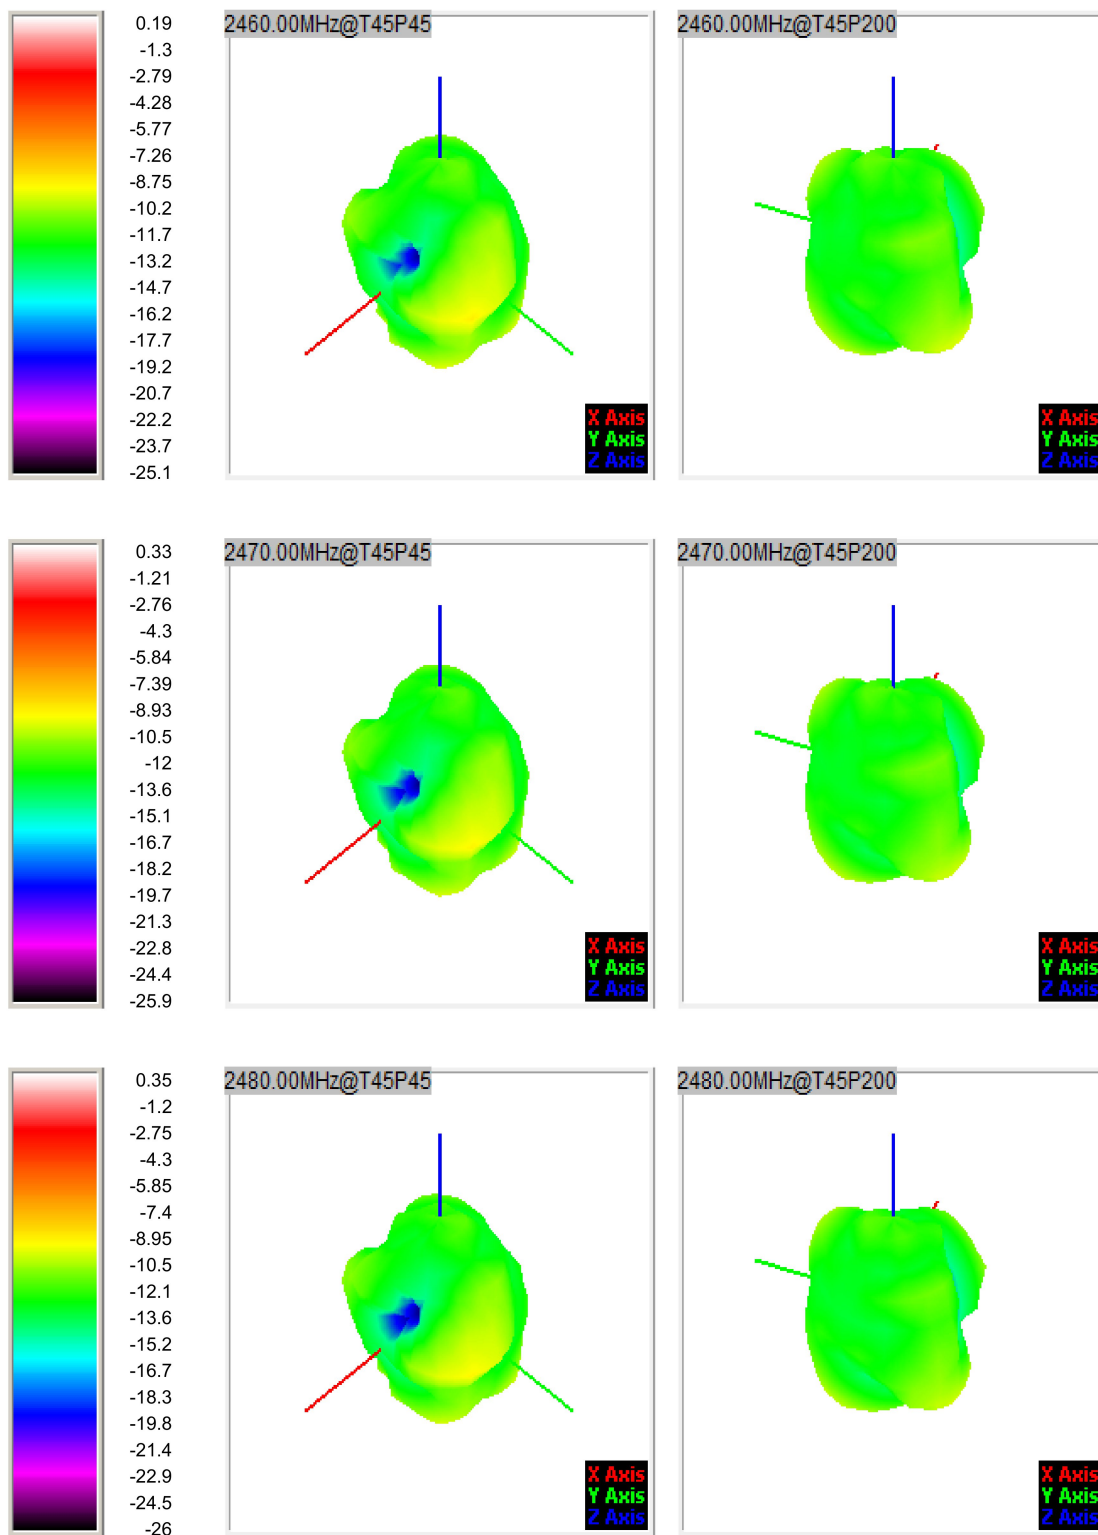 2460.00MHz@T45P45
2460.00MHz@T45P200
0.19
-1.3
-2.79
-4.28
-5.77
-7.26
-8.75
-10.2
-11.7
-13.2
-14.7
-16.2
-17.7
-19.2
-20.7
-22.2
-23.7
-25.1
X Axis
Y Axis
Z Axis
X Axis
Y Axis
Z Axis
2470.00MHz@T45P45
2470.00MHz@T45P200
0.33
-1.21
-2.76
-4.3
-5.84
-7.39
-8.93
-10.5
-12
-13.6
-15.1
-16.7
-18.2
-19.7
-21.3
-22.8
-24.4
-25.9
X Axis
Y Axis
Z Axis
X Axis
Y Axis
Z Axis
2480.00MHz@T45P45
2480.00MHz@T45P200
0.35
-1.2
-2.75
-4.3
-5.85
-7.4
-8.95
-10.5
-12.1
-13.6
-15.2
-16.7
-18.3
-19.8
-21.4
-22.9
-24.5
-26
X Axis
Y Axis
Z Axis
X Axis
Y Axis
Z Axis